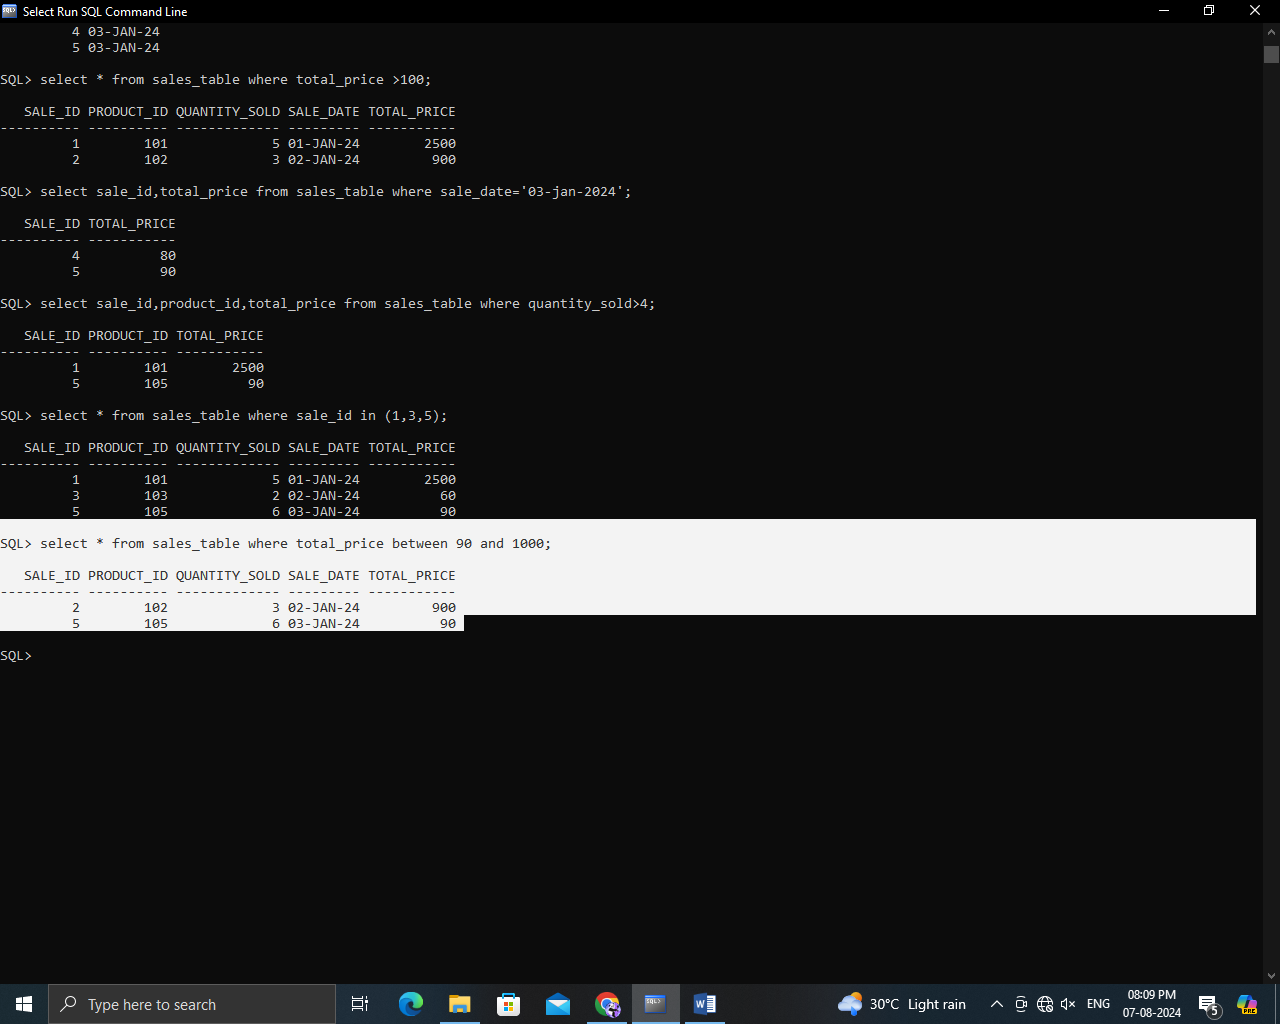 Select Run SQL Command Line
         4 03-JAN-24
         5 03-JAN-24
SQL> select * from sales_table where total_price >100;
   SALE_ID PRODUCT_ID QUANTITY_SOLD SALE_DATE TOTAL_PRICE
---------- ---------- ------------- --------- -----------
         1        101             5 01-JAN-24        2500
         2        102             3 02-JAN-24         900
SQL> select sale_id,total_price from sales_table where sale_date='03-jan-2024';
   SALE_ID TOTAL_PRICE
---------- -----------
         4          80
         5          90
SQL> select sale_id,product_id,total_price from sales_table where quantity_sold>4;
   SALE_ID PRODUCT_ID TOTAL_PRICE
---------- ---------- -----------
         1        101        2500
         5        105          90
SQL> select * from sales_table where sale_id in (1,3,5);
   SALE_ID PRODUCT_ID QUANTITY_SOLD SALE_DATE TOTAL_PRICE
---------- ---------- ------------- --------- -----------
         1        101             5 01-JAN-24        2500
         3        103             2 02-JAN-24          60
         5        105             6 03-JAN-24          90
SQL> select * from sales_table where total_price between 90 and 1000;
   SALE_ID PRODUCT_ID QUANTITY_SOLD SALE_DATE TOTAL_PRICE
---------- ---------- ------------- --------- -----------
         2        102             3 02-JAN-24         900
         5        105             6 03-JAN-24          90
SQL>
Type here to search
30°C Light rain
ENG
08:09 PM
07-08-2024
5
PRE